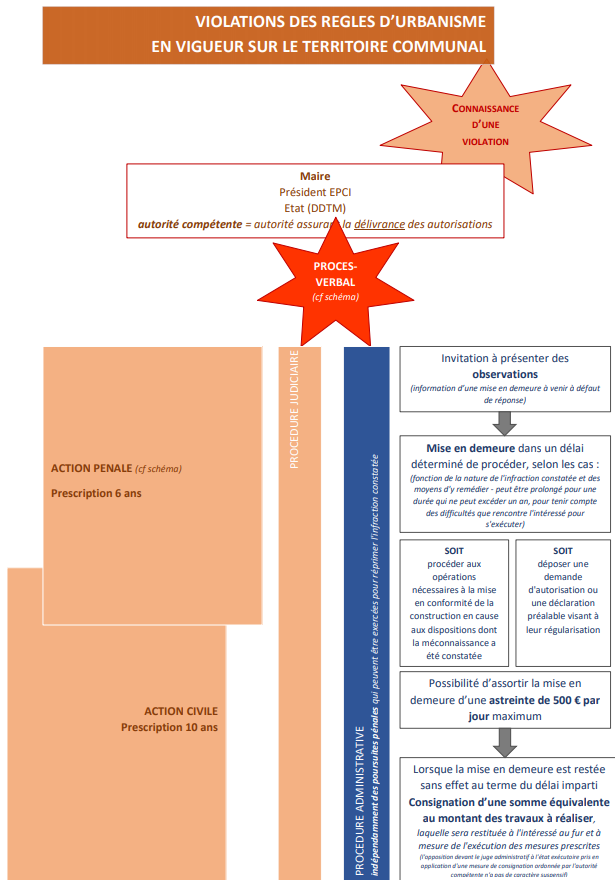 VIOLATIONS DES REGLES D'URBANISME
EN VIGUEUR SUR LE TERRITOIRE COMMUNAL
CONNAISSANCE
D'UNE
VIOLATION
Maire
Président EPCI
Etat (DDTM)
autorité compétente = autorité assurant la délivrance des autorisations
PROCES-
VERBAL
(cf schéma)
PROCEDURE JUDICIAIRE
ACTION PENALE (cf schéma)
Prescription 6 ans
ACTION CIVILE
Prescription 10 ans
PROCEDURE ADMINISTRATIVE
indépendamment des poursuites pénales qui peuvent être exercées pour réprimer l'infraction constatée
Invitation à présenter des
observations
(information d'une mise en demeure à venir à défaut
de réponse)
Mise en demeure dans un délai
déterminé de procéder, selon les cas :
(fonction de la nature de l'infraction constatée et des
moyens d'y remédier - peut être prolongé pour une
durée qui ne peut excéder un an, pour tenir compte
des difficultés que rencontre l'intéressé pour
s'exécuter)
SOIT
procéder aux
opérations
nécessaires à la mise
en conformité de la
construction en cause
aux dispositions dont
la méconnaissance a
été constatée
SOIT
déposer une
demande
d'autorisation ou
une déclaration
préalable visant à
leur régularisation
Possibilité d'assortir la mise en
demeure d'une astreinte de 500 € par
jour maximum
Lorsque la mise en demeure est restée
sans effet au terme du délai imparti
Consignation d'une somme équivalente
au montant des travaux à réaliser,
laquelle sera restituée à l'intéressé au fur et à
mesure de l'exécution des mesures prescrites
(l'opposition devant le juge administratif à l'état exécutoire pris en
application d'une mesure de consignation ordonnée par l'autorité
compétente n'a pas de caractère suspensif)